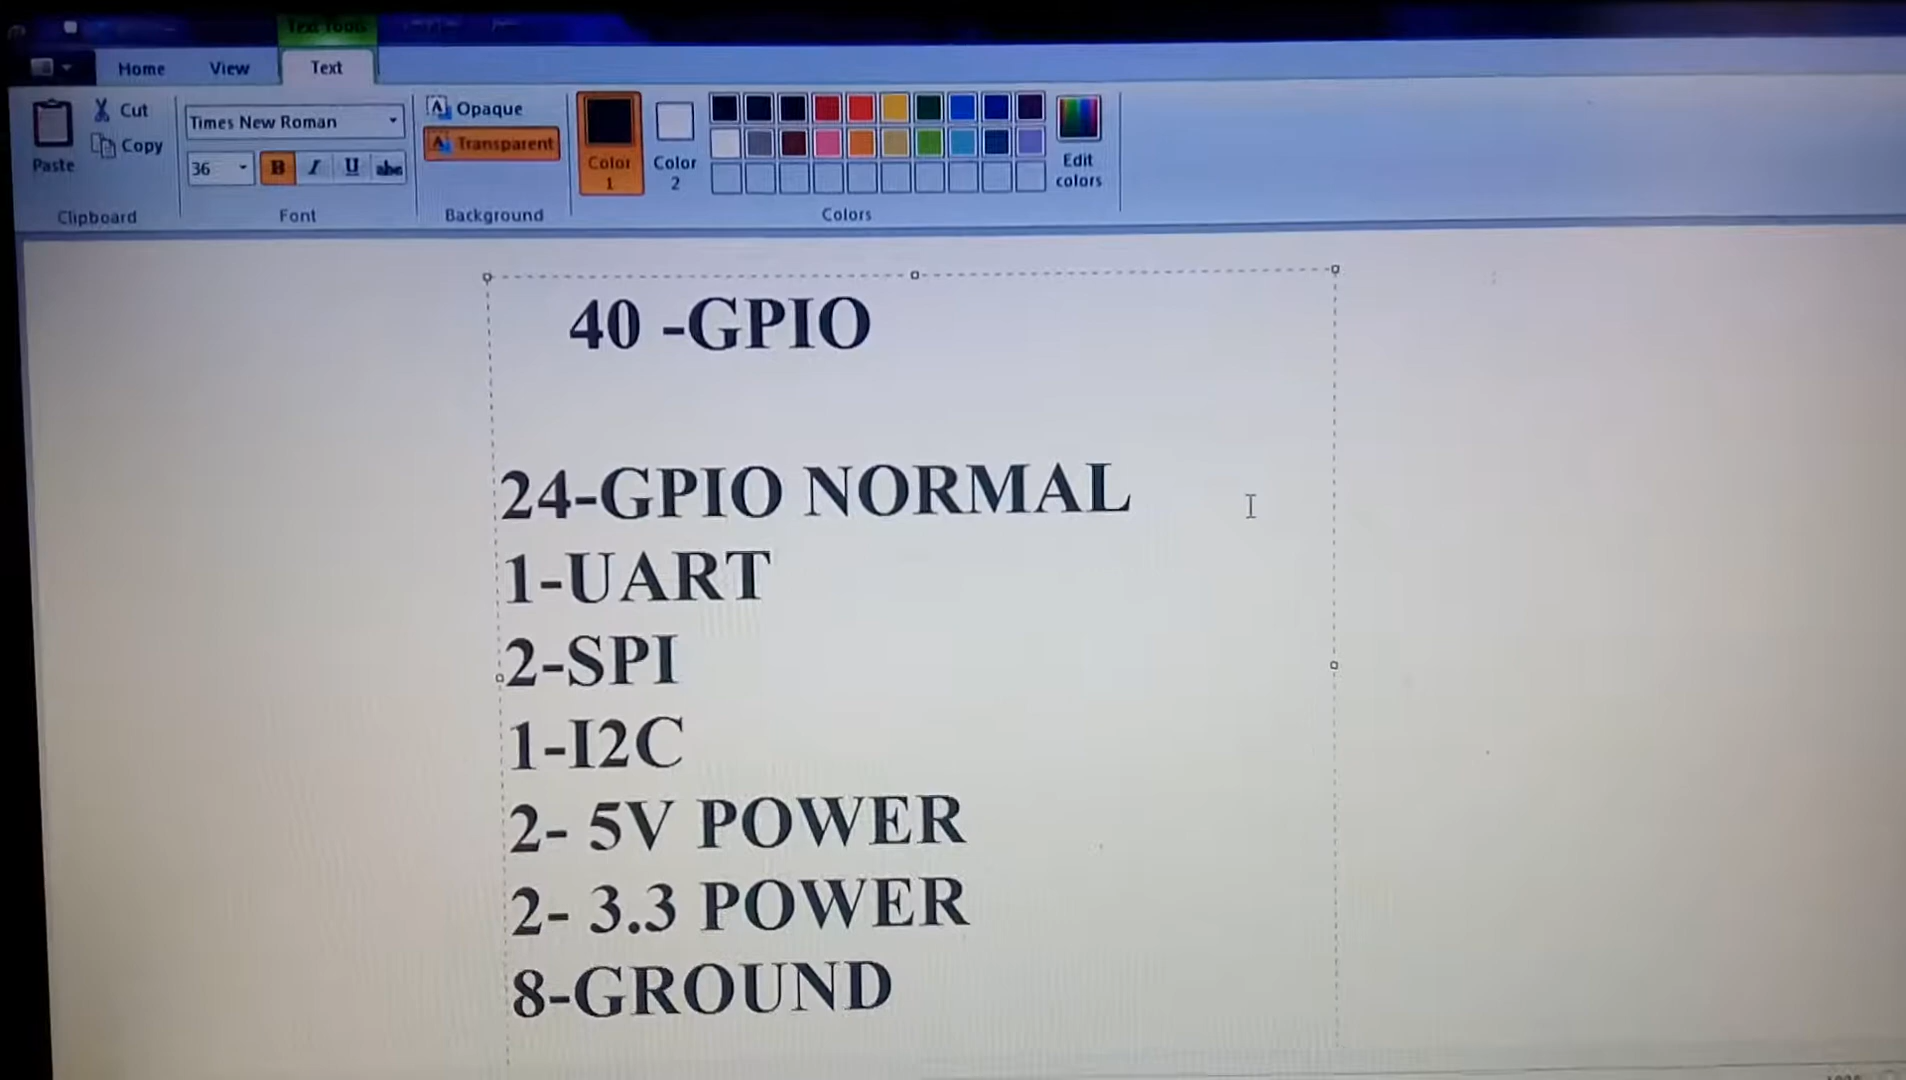 Text Tools
Home View Text
Paste
Cut
Copy
Clipboard
Times New Roman
36 B I U abc
Font
Opaque
Transparent
Background
Color 1
Color 2
Edit colors
Colors
40 -GPIO
24-GPIO NORMAL
1-UART
2-SPI
1-I2C
2- 5V POWER
2- 3.3 POWER
8-GROUND